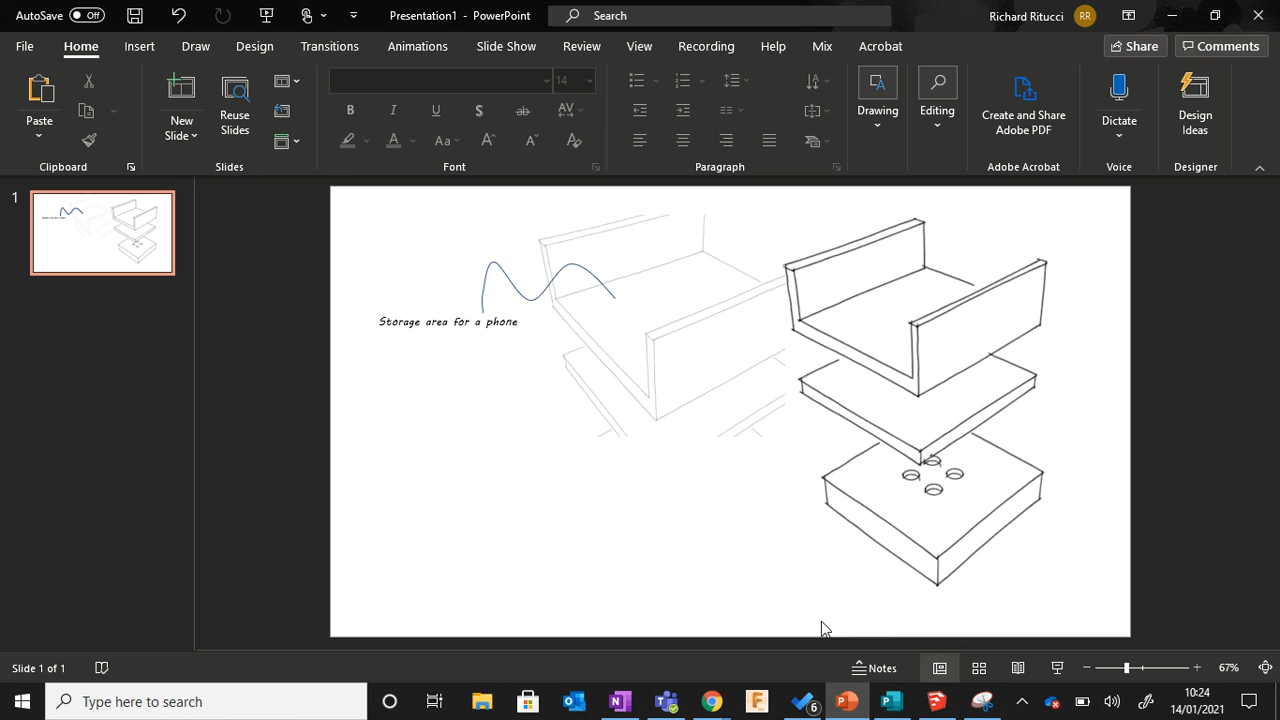 AutoSave Off Presentation1 - PowerPoint Search Richard Ritucci RR
File Home Insert Draw Design Transitions Animations Slide Show Review View Recording Help Mix Acrobat Share Comments
14
Paste New Slide Reuse Slides B I U S ab AV Aa A A A Drawing Editing Create and Share Adobe PDF Dictate Design Ideas
Clipboard Slides Font Paragraph Adobe Acrobat Voice Designer
1
Storage area for a phone
Slide 1 of 1 Notes 67%
Type here to search 6 10:24
14/01/2021